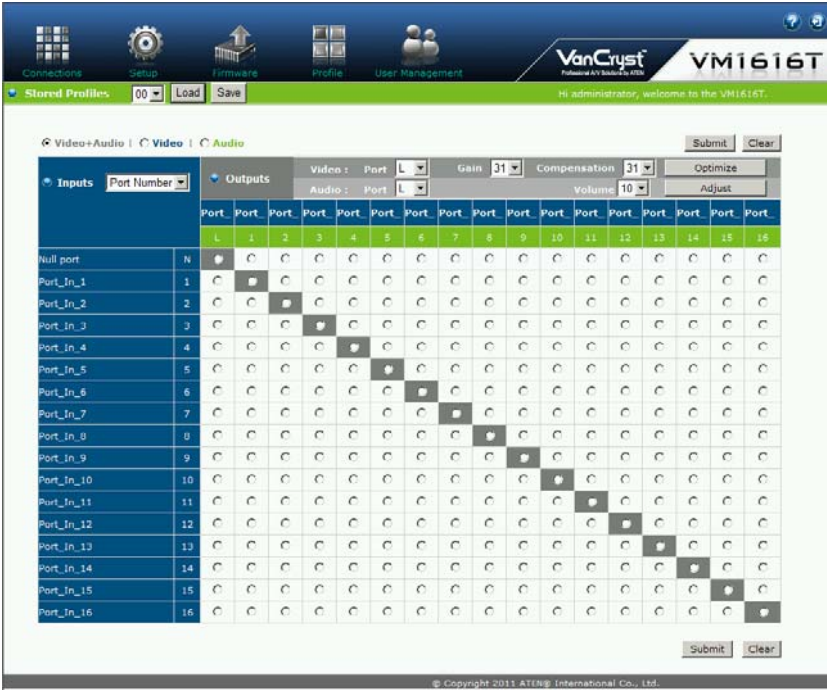 Connections Setup Firmware Profile User Management
VanCryst
Professional A/V Solutions by ATEN
VM1616T
Stored Profiles 00 Load Save Hi administrator, welcome to the VM1616T.
Video+Audio | Video | Audio Submit Clear
Inputs Port Number Outputs Video : Port L Gain 31 Compensation 31 Optimize
Audio : Port L Volume 10 Adjust
Port_ Port_ Port_ Port_ Port_ Port_ Port_ Port_ Port_ Port_ Port_ Port_ Port_ Port_ Port_ Port_ Port_
L 1 2 3 4 5 6 7 8 9 10 11 12 13 14 15 16
Null port N
Port_In_1 1
Port_In_2 2
Port_In_3 3
Port_In_4 4
Port_In_5 5
Port_In_6 6
Port_In_7 7
Port_In_8 8
Port_In_9 9
Port_In_10 10
Port_In_11 11
Port_In_12 12
Port_In_13 13
Port_In_14 14
Port_In_15 15
Port_In_16 16
Submit Clear
© Copyright 2011 ATEN® International Co., Ltd.